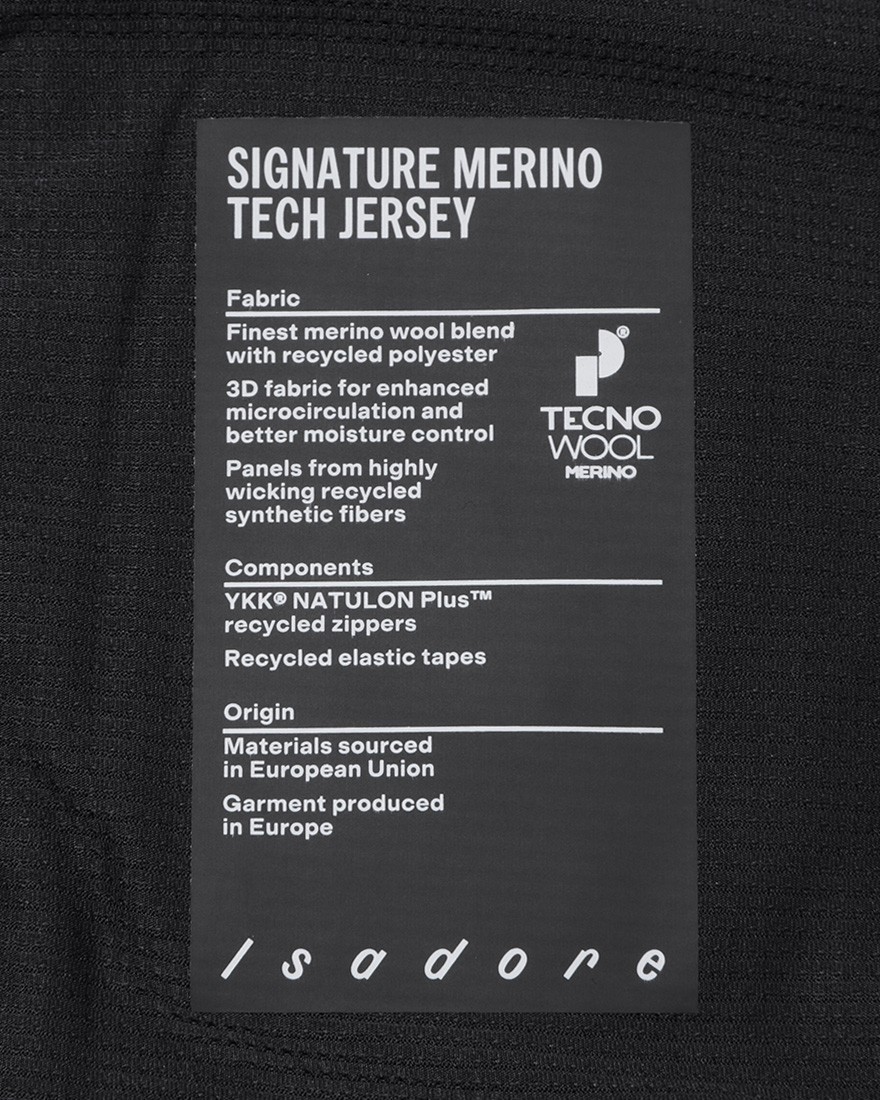 SIGNATURE MERINO
TECH JERSEY
Fabric
Finest merino wool blend
with recycled polyester
3D fabric for enhanced
microcirculation and
better moisture control
Panels from highly
wicking recycled
synthetic fibers
®
TECNO
WOOL
MERINO
Components
YKK® NATULON Plus™
recycled zippers
Recycled elastic tapes
Origin
Materials sourced
in European Union
Garment produced
in Europe
Isadore